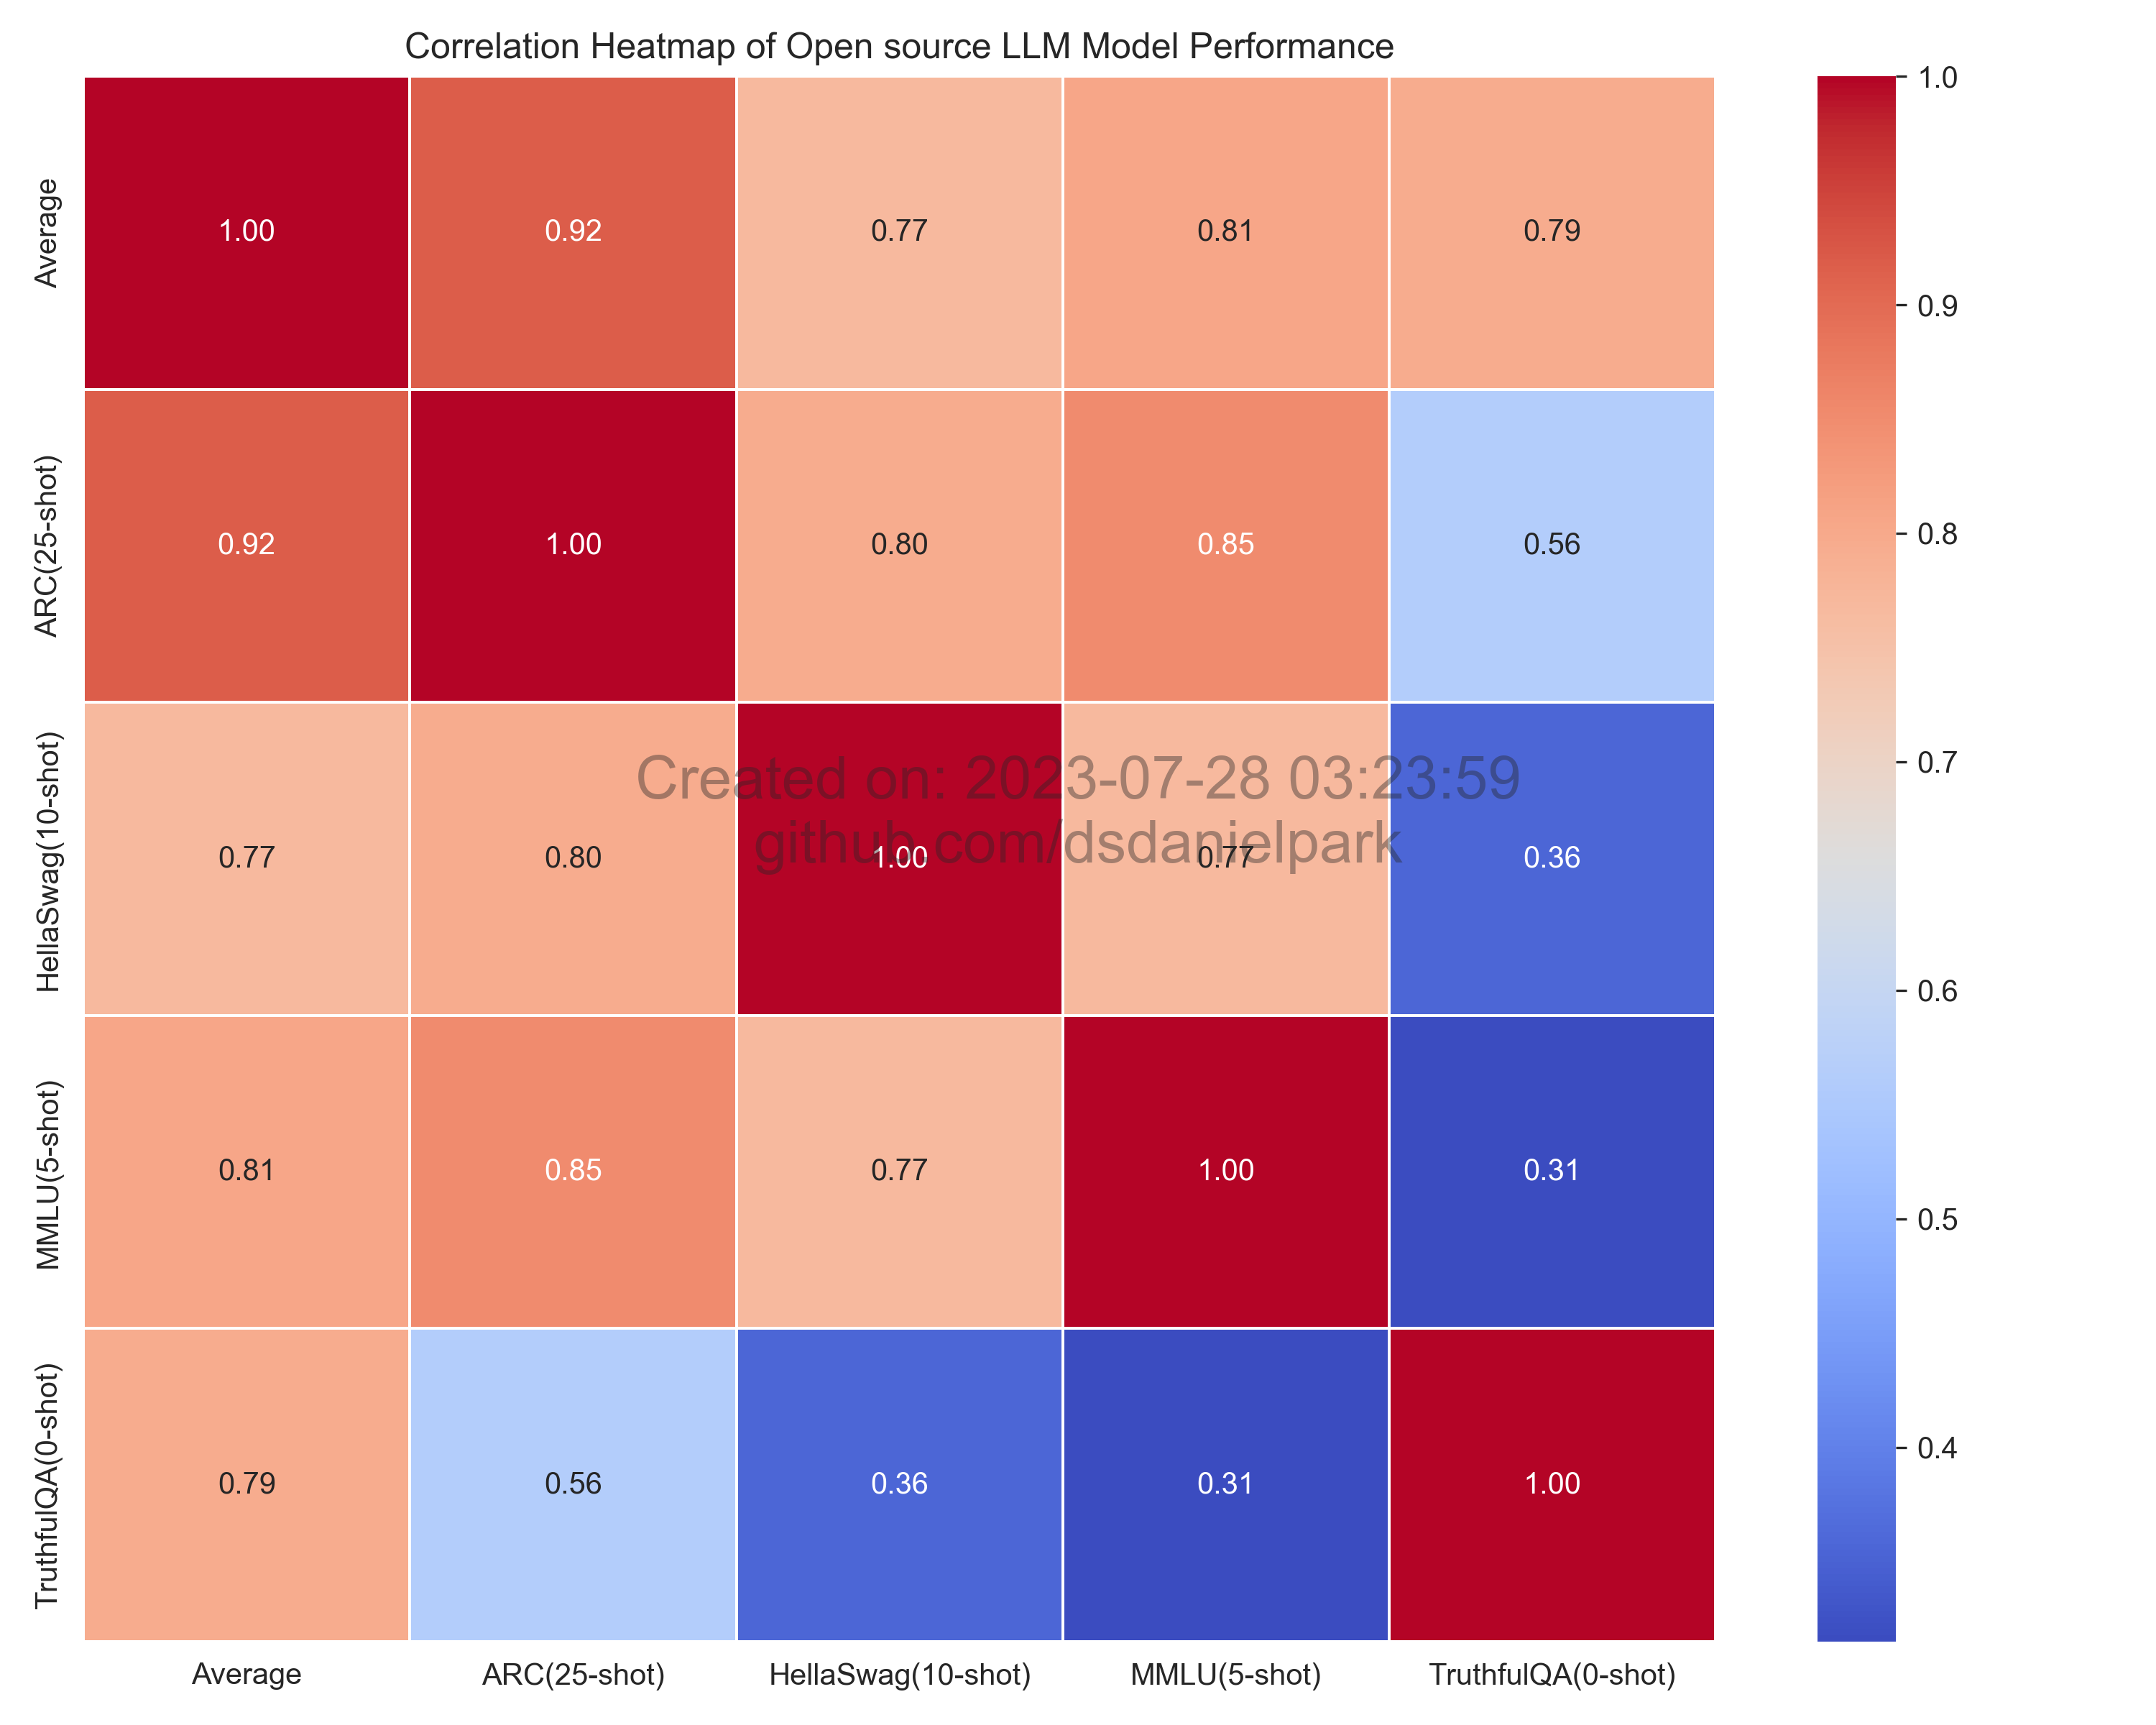 Correlation Heatmap of Open source LLM Model Performance
1.0
0.9
0.8
0.7
0.6
0.5
0.4
Average
1.00 0.92 0.77 0.81 0.79
ARC(25-shot)
0.92 1.00 0.80 0.85 0.56
HellaSwag(10-shot)
Created on: 2023-07-28 03:23:59
github.com/dsdanielpark
0.77 0.80 1.00 0.77 0.36
MMLU(5-shot)
0.81 0.85 0.77 1.00 0.31
TruthfulQA(0-shot)
0.79 0.56 0.36 0.31 1.00
Average ARC(25-shot) HellaSwag(10-shot) MMLU(5-shot) TruthfulQA(0-shot)